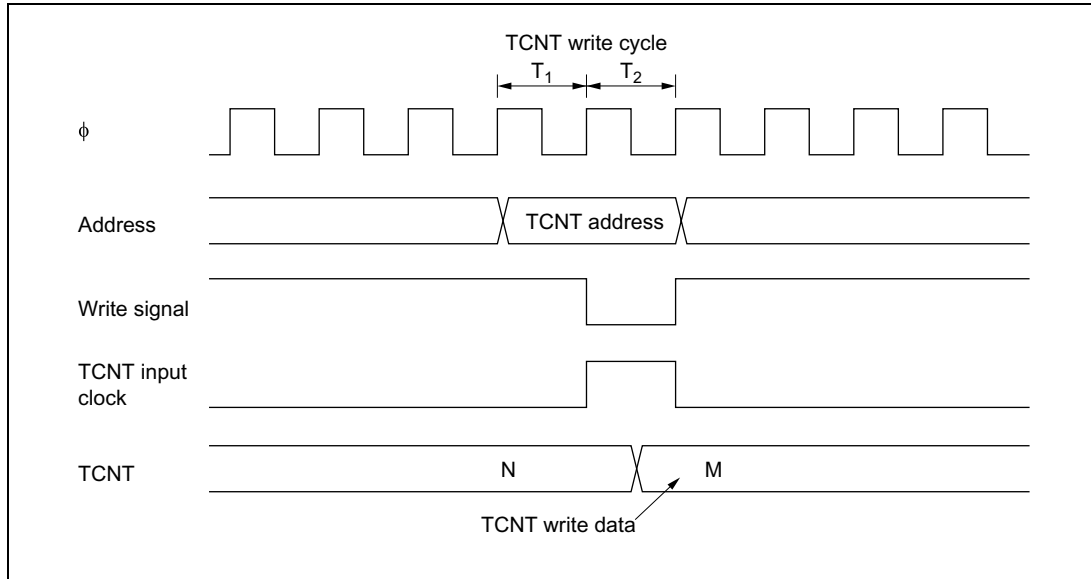 TCNT write cycle
T1 T2
ϕ
Address
TCNT address
Write signal
TCNT input
clock
TCNT
N
M
TCNT write data